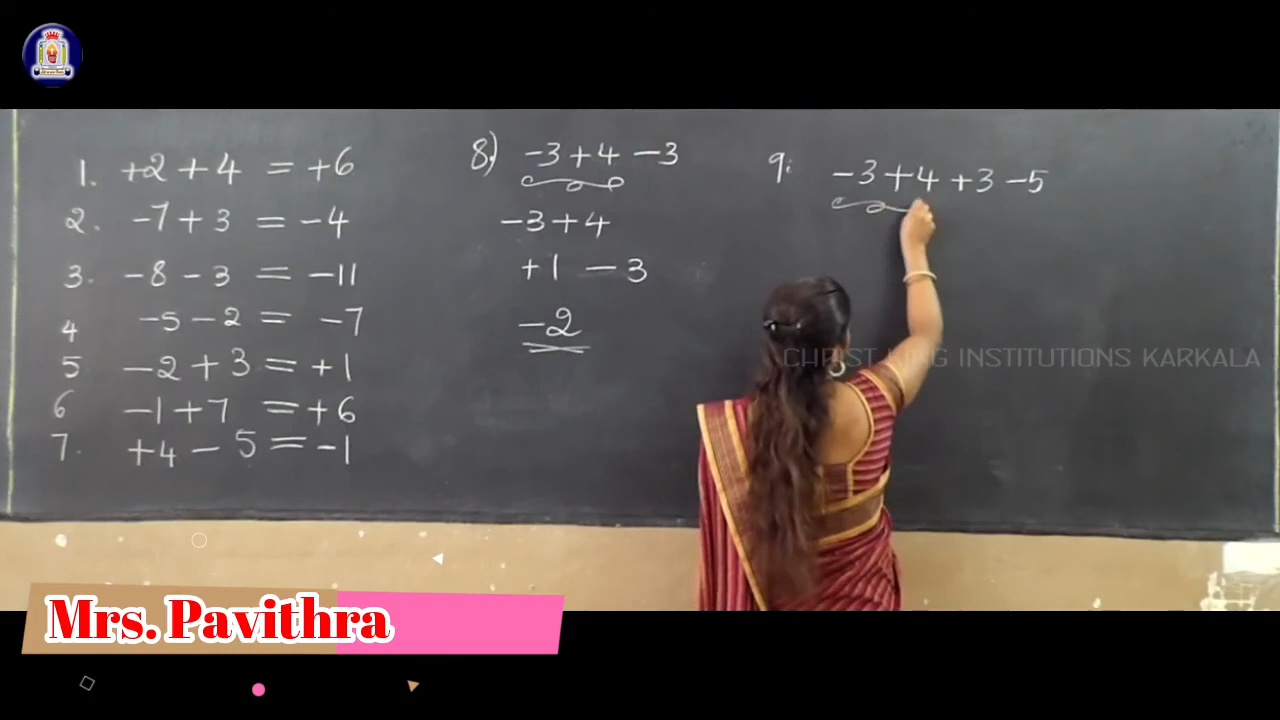 1. +2 + 4 = +6
2. -7 + 3 = -4
3. -8 - 3 = -11
4 -5 - 2 = -7
5 -2 + 3 = +1
6 -1 + 7 = +6
7. +4 - 5 = -1
8) -3 + 4 - 3
-3 + 4
+1 - 3
-2
9: -3 + 4 + 3 - 5
CHRIST KING INSTITUTIONS KARKALA
Mrs. Pavithra